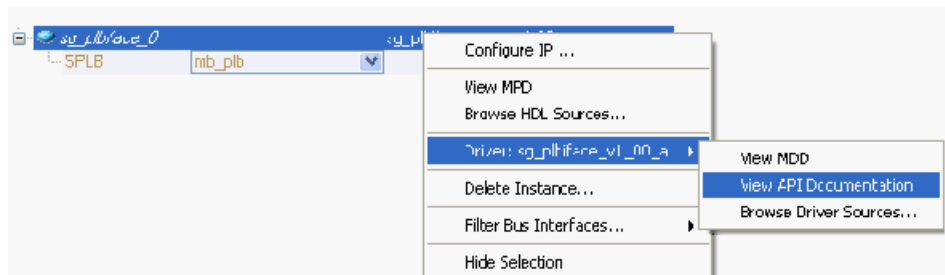 sg_plbiface_0 sg_pl
SPLB mb_plb
Configure IP ...
View MPD
Browse HDL Sources...
Driver: sg_plbiface_v1_00_a
View MDD
View API Documentation
Browse Driver Sources...
Delete Instance...
Filter Bus Interfaces...
Hide Selection